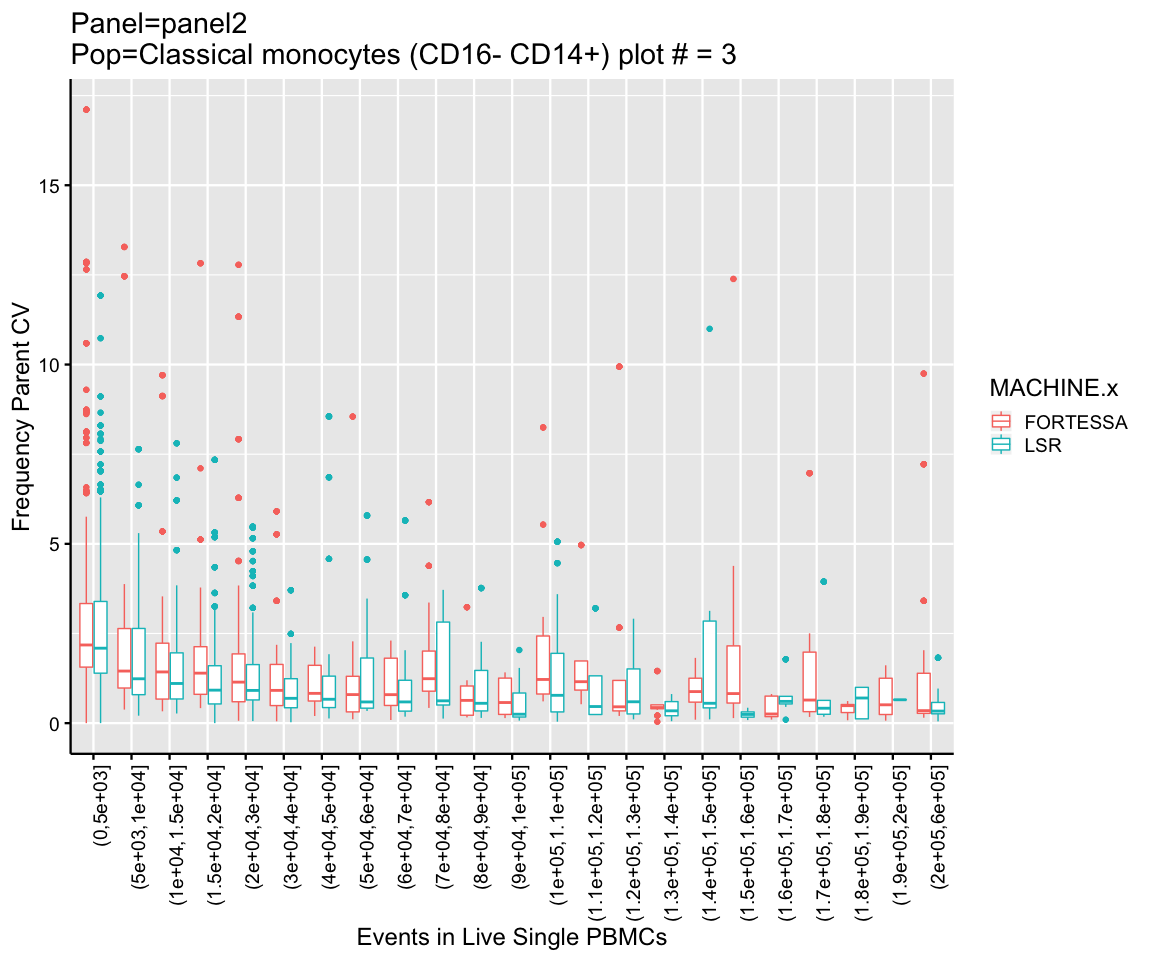 Panel=panel2
Pop=Classical monocytes (CD16- CD14+) plot # = 3
Frequency Parent CV
15
10
5
0
(0,5e+03]
(5e+03,1e+04]
(1e+04,1.5e+04]
(1.5e+04,2e+04]
(2e+04,3e+04]
(3e+04,4e+04]
(4e+04,5e+04]
(5e+04,6e+04]
(6e+04,7e+04]
(7e+04,8e+04]
(8e+04,9e+04]
(9e+04,1e+05]
(1e+05,1.1e+05]
(1.1e+05,1.2e+05]
(1.2e+05,1.3e+05]
(1.3e+05,1.4e+05]
(1.4e+05,1.5e+05]
(1.5e+05,1.6e+05]
(1.6e+05,1.7e+05]
(1.7e+05,1.8e+05]
(1.8e+05,1.9e+05]
(1.9e+05,2e+05]
(2e+05,6e+05]
Events in Live Single PBMCs
MACHINE.x
FORTESSA
LSR